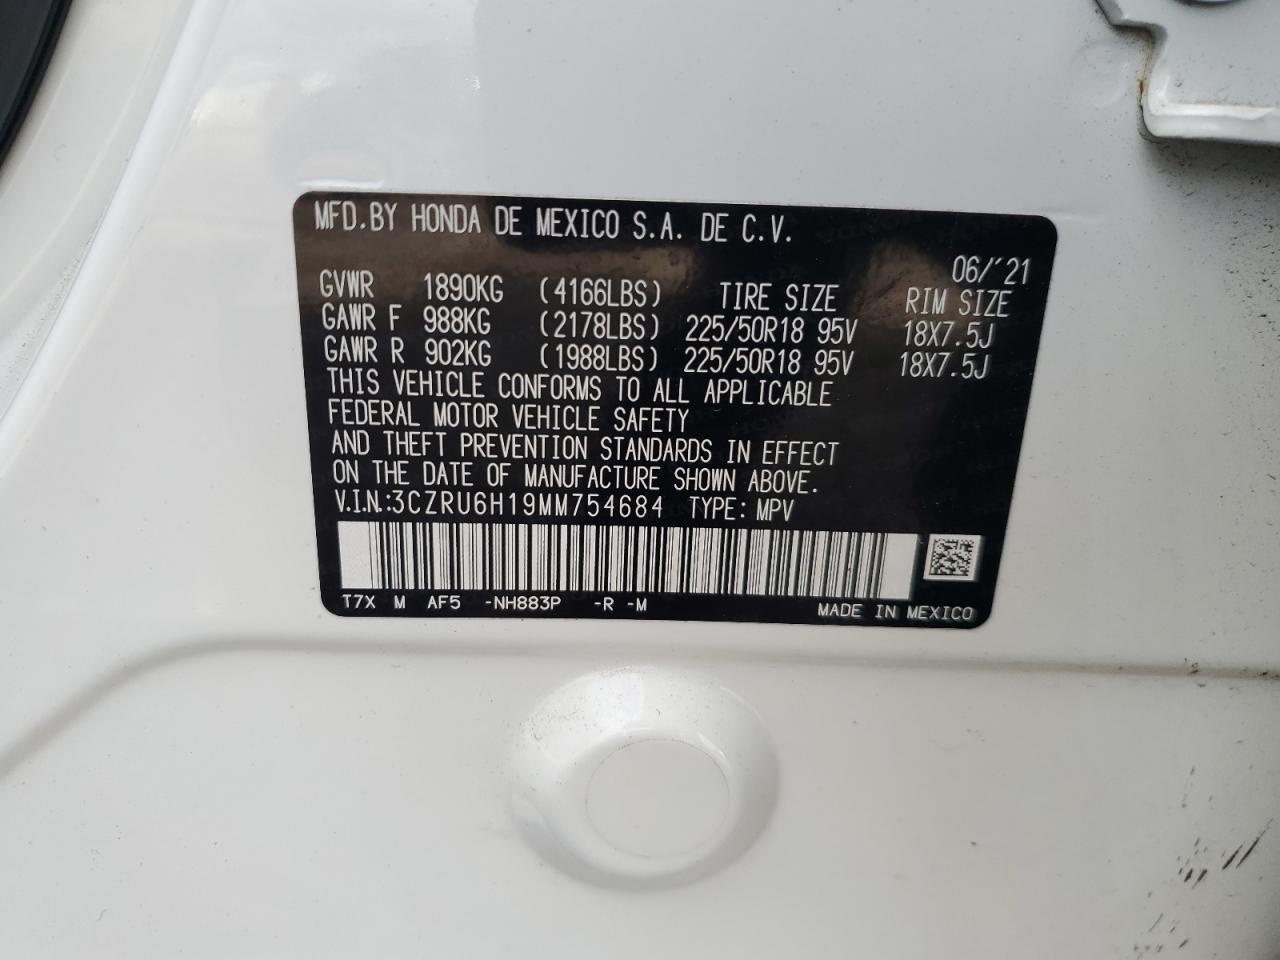 MFD.BY HONDA DE MEXICO S.A. DE C.V.
06/'21
GVWR 1890KG (4166LBS) TIRE SIZE RIM SIZE
GAWR F 988KG (2178LBS) 225/50R18 95V 18X7.5J
GAWR R 902KG (1988LBS) 225/50R18 95V 18X7.5J
THIS VEHICLE CONFORMS TO ALL APPLICABLE
FEDERAL MOTOR VEHICLE SAFETY
AND THEFT PREVENTION STANDARDS IN EFFECT
ON THE DATE OF MANUFACTURE SHOWN ABOVE.
V.I.N.:3CZRU6H19MM754684 TYPE: MPV
T7X M AF5 -NH883P -R -M MADE IN MEXICO